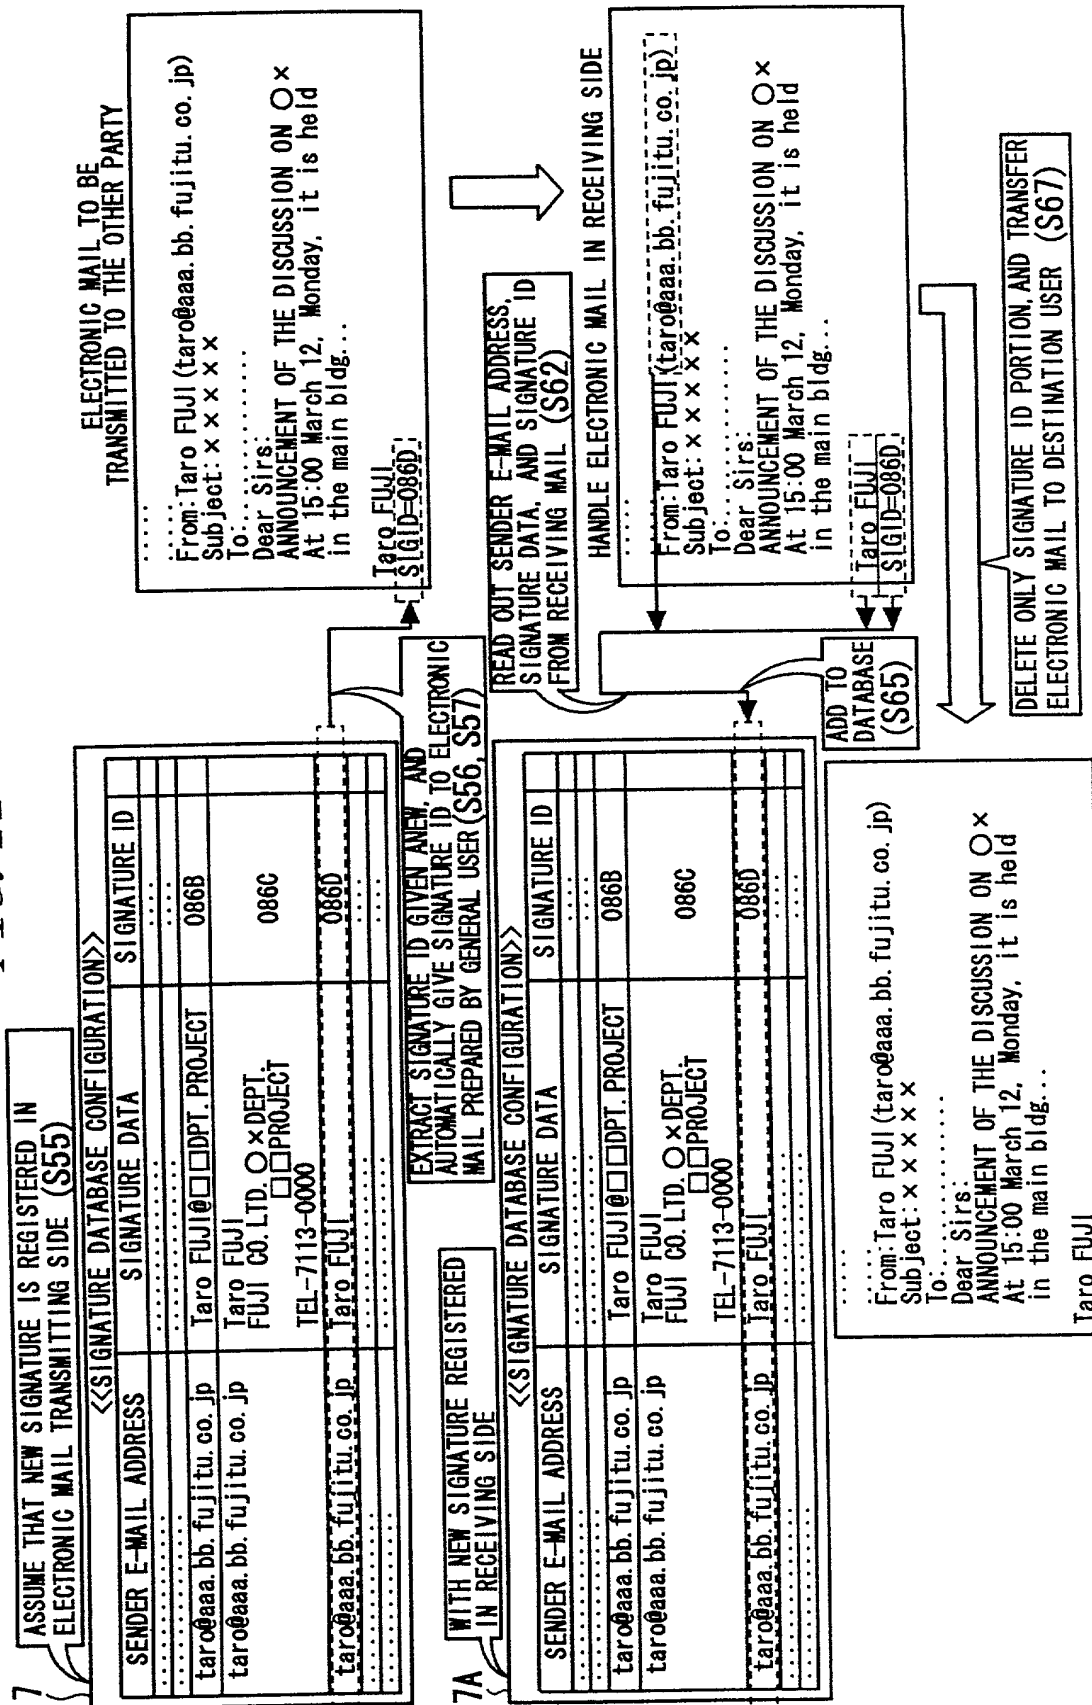 7
ASSUME THAT NEW SIGNATURE IS REGISTERED IN
ELECTRONIC MAIL TRANSMITTING SIDE (S55)
<<SIGNATURE DATABASE CONFIGURATION>>
SENDER E-MAIL ADDRESS SIGNATURE DATA SIGNATURE ID
taro@aaa.bb.fujitu.co.jp Taro FUJI@□□DPT.PROJECT 086B
taro@aaa.bb.fujitu.co.jp Taro FUJI 086C
FUJI CO.LTD.○×DEPT.
□□PROJECT
TEL-7113-0000
taro@aaa.bb.fujitu.co.jp Taro FUJI 086D
EXTRACT SIGNATURE ID GIVEN ANEW, AND
AUTOMATICALLY GIVE SIGNATURE ID TO ELECTRONIC
MAIL PREPARED BY GENERAL USER (S56, S57)
ELECTRONIC MAIL TO BE
TRANSMITTED TO THE OTHER PARTY
.....
.....
From:Taro FUJI(taro@aaa.bb.fujitu.co.jp)
Subject:×××××
To:............
Dear Sirs:
ANNOUNCEMENT OF THE DISCUSSION ON ○×
At 15:00 March 12, Monday, it is held
in the main bldg...
Taro FUJI
SIGID=086D
7A
WITH NEW SIGNATURE REGISTERED
IN RECEIVING SIDE
<<SIGNATURE DATABASE CONFIGURATION>>
SENDER E-MAIL ADDRESS SIGNATURE DATA SIGNATURE ID
taro@aaa.bb.fujitu.co.jp Taro FUJI@□□DPT.PROJECT 086B
taro@aaa.bb.fujitu.co.jp Taro FUJI 086C
FUJI CO.LTD.○×DEPT.
□□PROJECT
TEL-7113-0000
taro@aaa.bb.fujitu.co.jp Taro FUJI 086D
READ OUT SENDER E-MAIL ADDRESS,
SIGNATURE DATA, AND SIGNATURE ID
FROM RECEIVING MAIL (S62)
ADD TO
DATABASE
(S65)
HANDLE ELECTRONIC MAIL IN RECEIVING SIDE
.....
.....
From:Taro FUJI(taro@aaa.bb.fujitu.co.jp)
Subject:×××××
To:............
Dear Sirs:
ANNOUNCEMENT OF THE DISCUSSION ON ○×
At 15:00 March 12, Monday, it is held
in the main bldg...
Taro FUJI
SIGID=086D
DELETE ONLY SIGNATURE ID PORTION, AND TRANSFER
ELECTRONIC MAIL TO DESTINATION USER (S67)
.....
.....
From:Taro FUJI(taro@aaa.bb.fujitu.co.jp)
Subject:×××××
To:............
Dear Sirs:
ANNOUNCEMENT OF THE DISCUSSION ON ○×
At 15:00 March 12, Monday, it is held
in the main bldg...
Taro FUJI